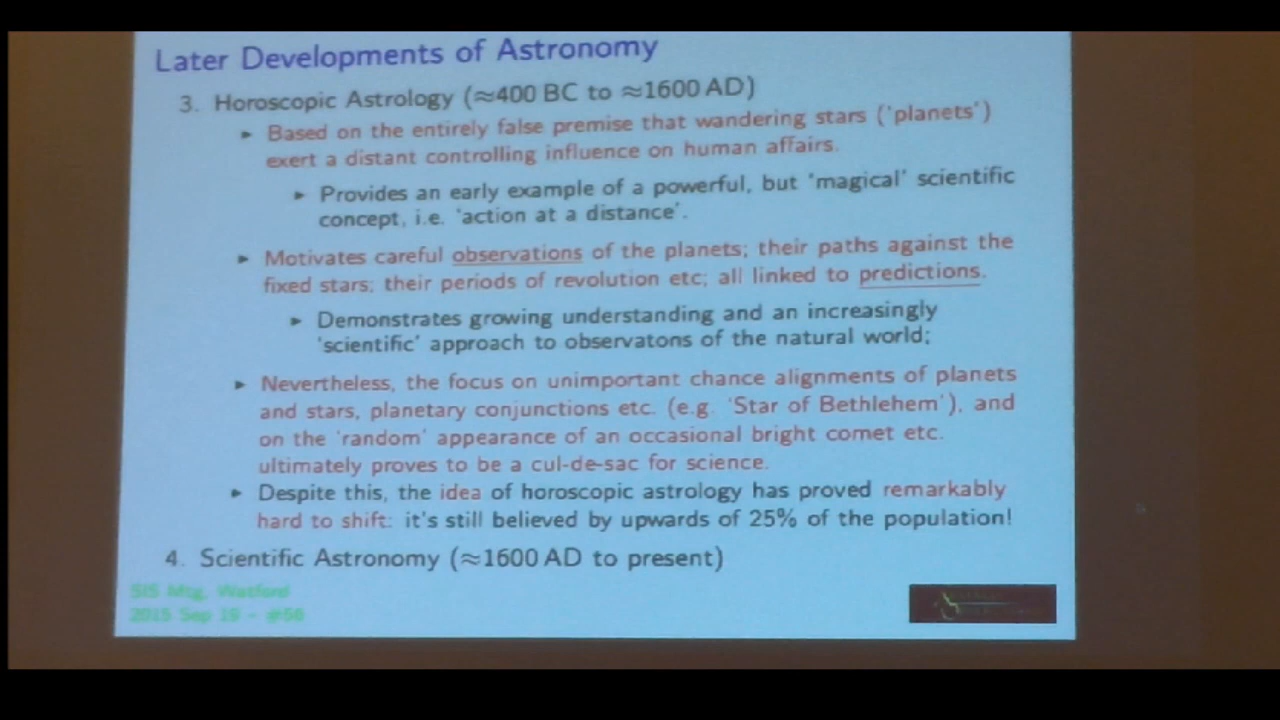 Later Developments of Astronomy
3. Horoscopic Astrology (≈400 BC to ≈1600 AD)
▸ Based on the entirely false premise that wandering stars ('planets')
exert a distant controlling influence on human affairs.
▸ Provides an early example of a powerful, but 'magical' scientific
concept, i.e. 'action at a distance'.
▸ Motivates careful observations of the planets; their paths against the
fixed stars; their periods of revolution etc; all linked to predictions.
▸ Demonstrates growing understanding and an increasingly
'scientific' approach to observatons of the natural world;
▸ Nevertheless, the focus on unimportant chance alignments of planets
and stars, planetary conjunctions etc. (e.g. 'Star of Bethlehem'), and
on the 'random' appearance of an occasional bright comet etc.
ultimately proves to be a cul-de-sac for science.
▸ Despite this, the idea of horoscopic astrology has proved remarkably
hard to shift: it's still believed by upwards of 25% of the population!
4. Scientific Astronomy (≈1600 AD to present)
SIS Mtg, Watford
2015 Sep 19 - #56